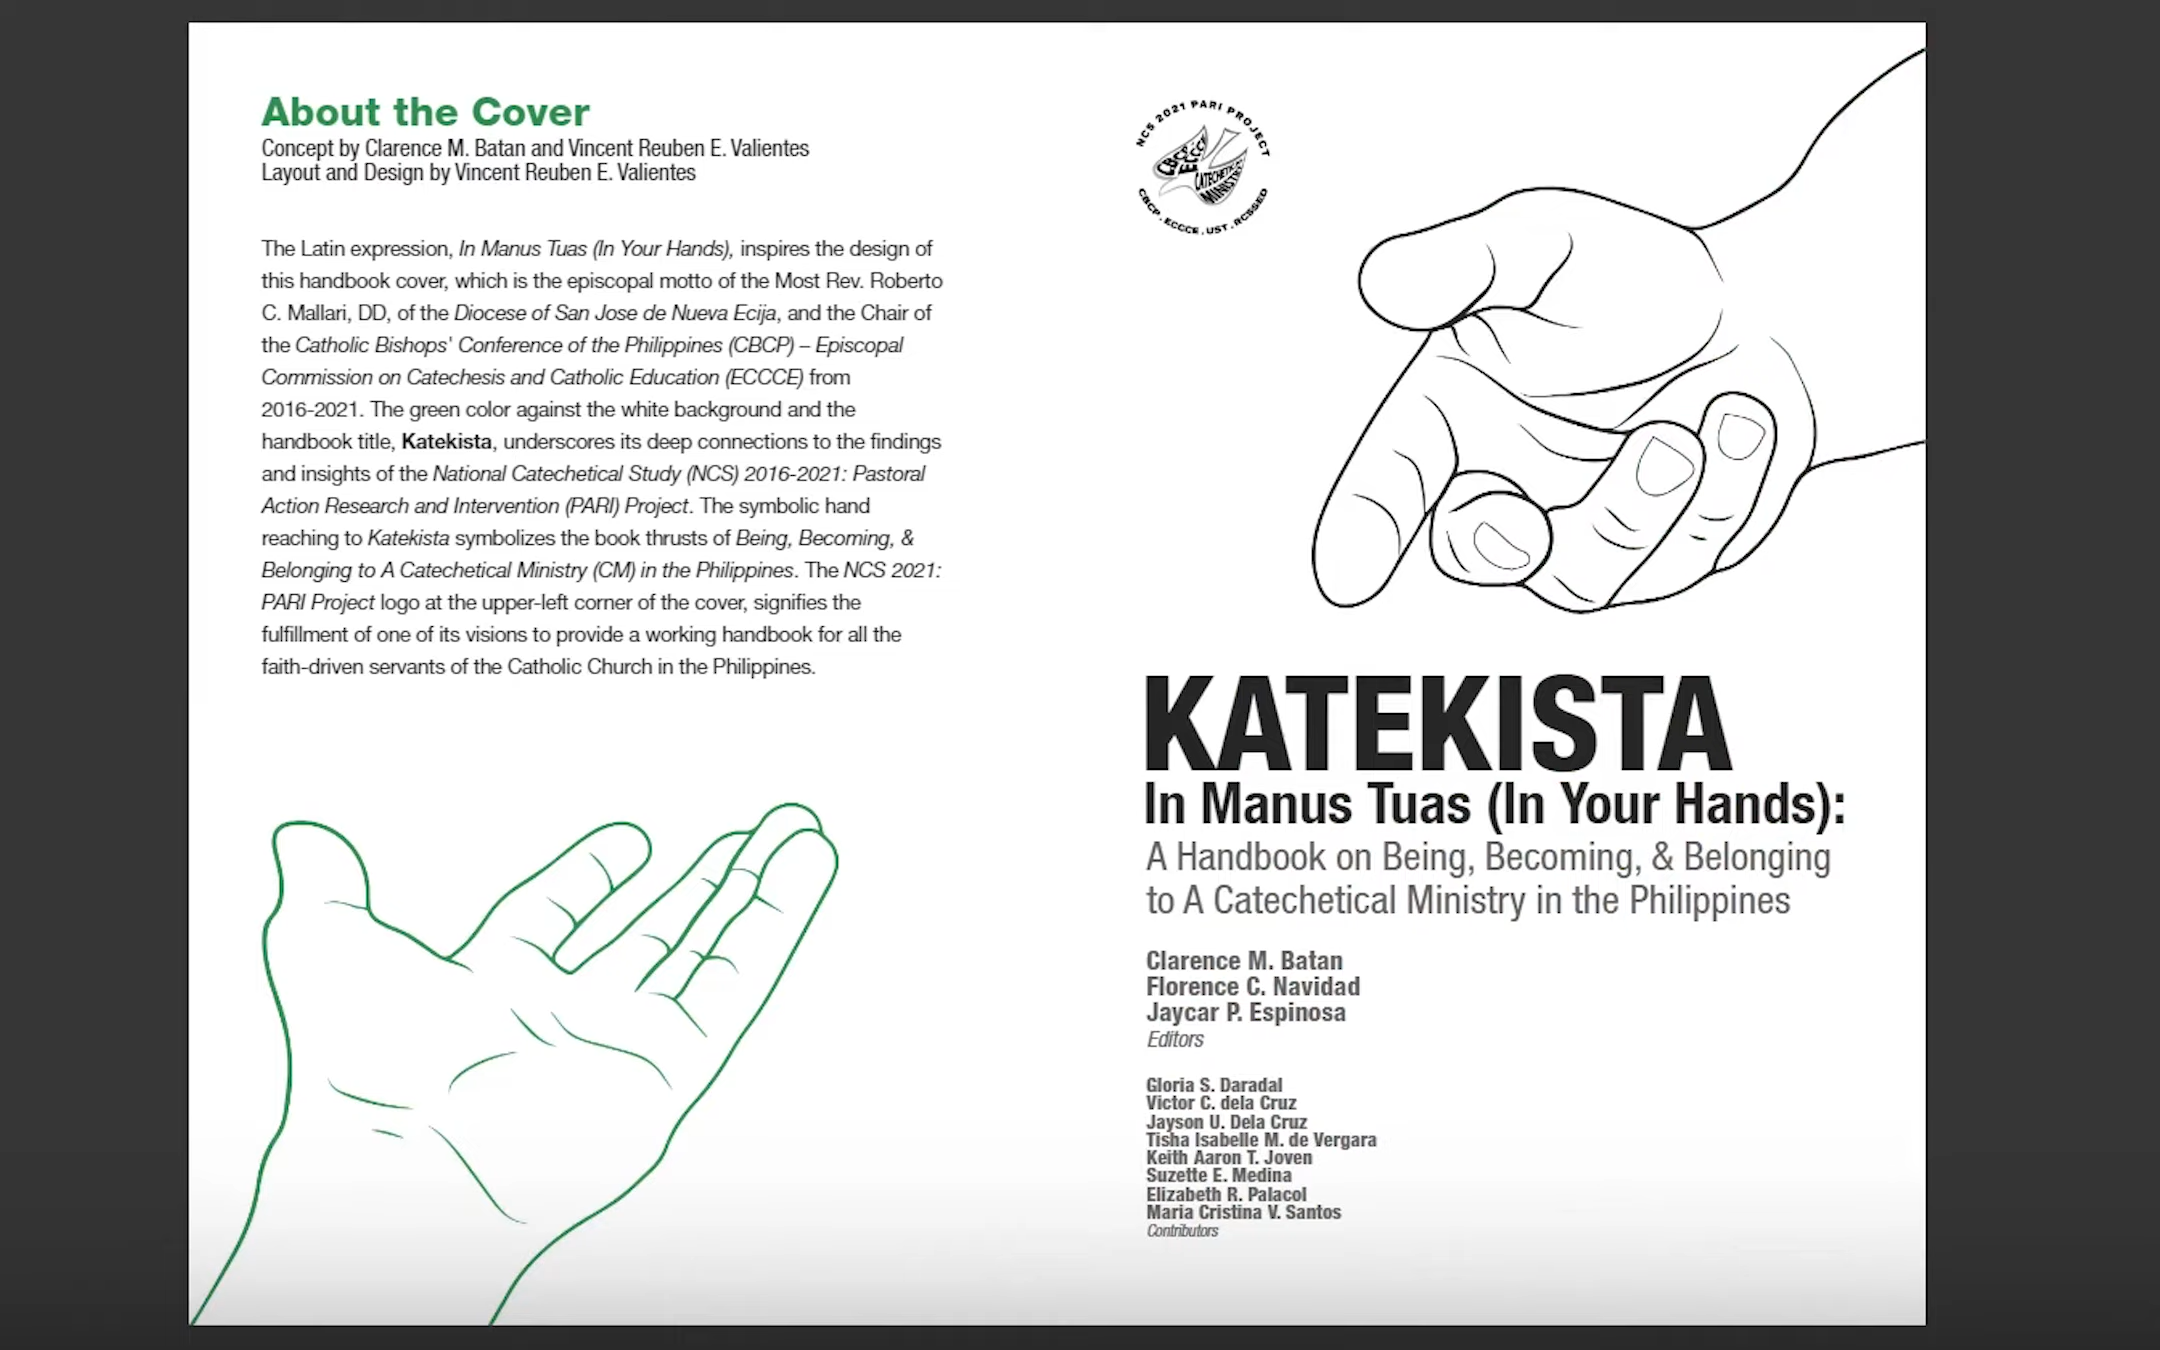 About the Cover
Concept by Clarence M. Batan and Vincent Reuben E. Valientes
Layout and Design by Vincent Reuben E. Valientes
The Latin expression, In Manus Tuas (In Your Hands), inspires the design of
this handbook cover, which is the episcopal motto of the Most Rev. Roberto
C. Mallari, DD, of the Diocese of San Jose de Nueva Ecija, and the Chair of
the Catholic Bishops' Conference of the Philippines (CBCP) – Episcopal
Commission on Catechesis and Catholic Education (ECCCE) from
2016-2021. The green color against the white background and the
handbook title, Katekista, underscores its deep connections to the findings
and insights of the National Catechetical Study (NCS) 2016-2021: Pastoral
Action Research and Intervention (PARI) Project. The symbolic hand
reaching to Katekista symbolizes the book thrusts of Being, Becoming, &
Belonging to A Catechetical Ministry (CM) in the Philippines. The NCS 2021:
PARI Project logo at the upper-left corner of the cover, signifies the
fulfillment of one of its visions to provide a working handbook for all the
faith-driven servants of the Catholic Church in the Philippines.
NCS 2021 PARI PROJECT
CBCP
ECCCE
CATECHETICAL
MINISTRY
CBCP . ECCCE . UST . RCSSED
KATEKISTA
In Manus Tuas (In Your Hands):
A Handbook on Being, Becoming, & Belonging
to A Catechetical Ministry in the Philippines
Clarence M. Batan
Florence C. Navidad
Jaycar P. Espinosa
Editors
Gloria S. Daradal
Victor C. dela Cruz
Jayson U. Dela Cruz
Tisha Isabelle M. de Vergara
Keith Aaron T. Joven
Suzette E. Medina
Elizabeth R. Palacol
Maria Cristina V. Santos
Contributors